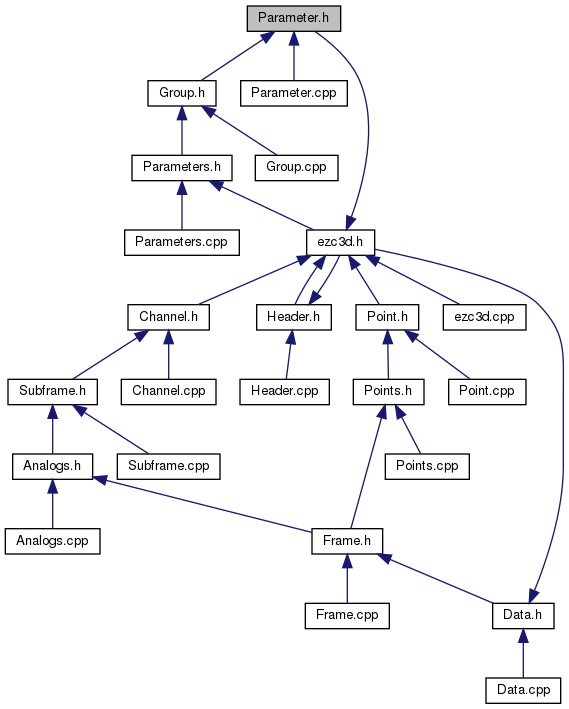 Parameter.h
Group.h
Parameter.cpp
Parameters.h
Group.cpp
Parameters.cpp
ezc3d.h
Channel.h
Header.h
Point.h
ezc3d.cpp
Subframe.h
Channel.cpp
Header.cpp
Points.h
Point.cpp
Analogs.h
Subframe.cpp
Points.cpp
Analogs.cpp
Frame.h
Frame.cpp
Data.h
Data.cpp